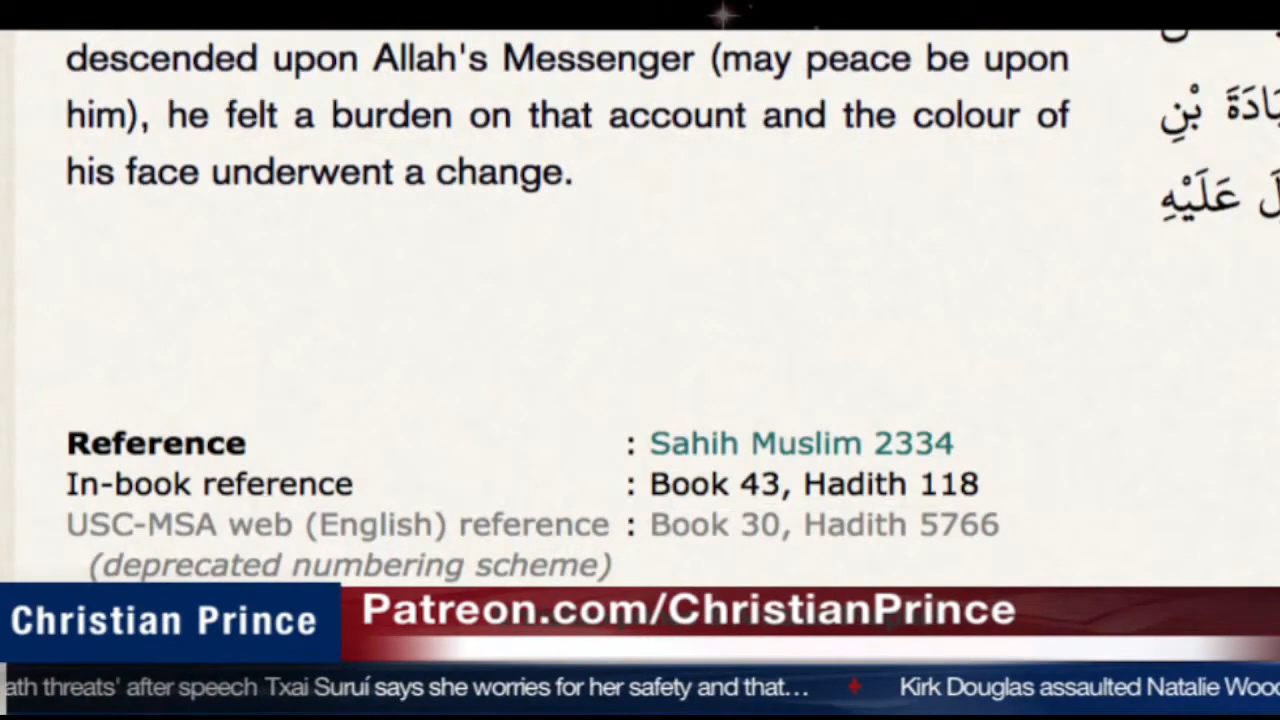 descended upon Allah's Messenger (may peace be upon
him), he felt a burden on that account and the colour of
his face underwent a change.
بَادَةَ بْنِ
عَلَيْهِ
Reference : Sahih Muslim 2334
In-book reference : Book 43, Hadith 118
USC-MSA web (English) reference : Book 30, Hadith 5766
(deprecated numbering scheme)
Christian Prince
Patreon.com/ChristianPrince
ath threats' after speech Txai Suruí says she worries for her safety and that... Kirk Douglas assaulted Natalie Wood